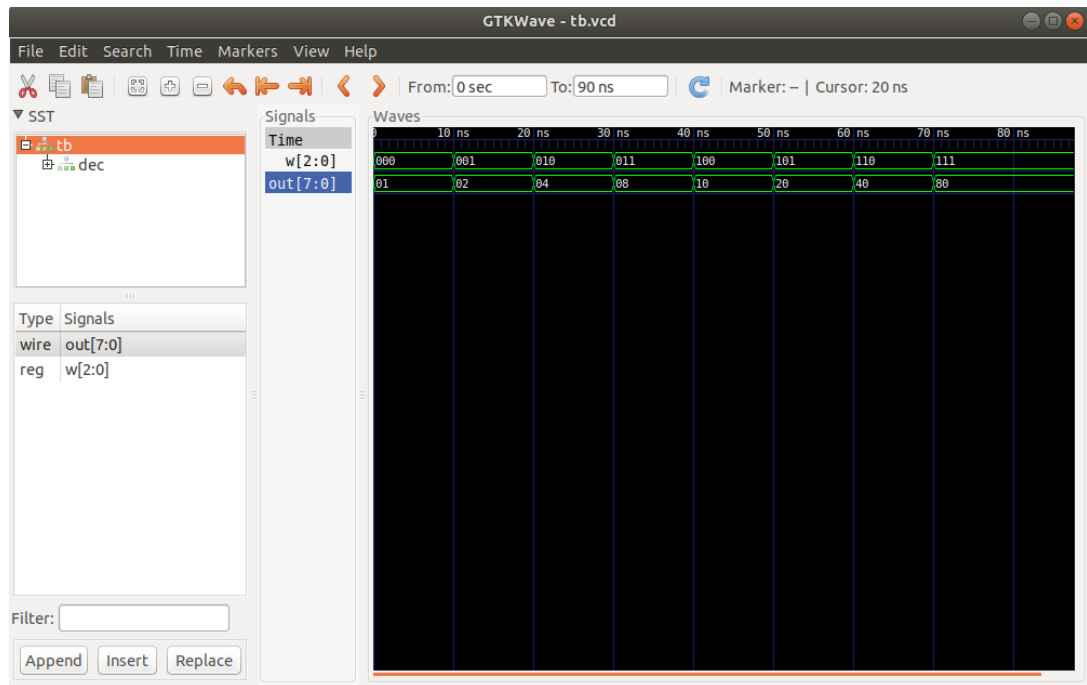 GTKWave - tb.vcd
File Edit Search Time Markers View Help
From: 0 sec To: 90 ns Marker: -- | Cursor: 20 ns
SST
tb
dec
Type Signals
wire out[7:0]
reg w[2:0]
Filter:
Append Insert Replace
Signals
Time
w[2:0]
out[7:0]
Waves
0 10 ns 20 ns 30 ns 40 ns 50 ns 60 ns 70 ns 80 ns
000 001 010 011 100 101 110 111
01 02 04 08 10 20 40 80